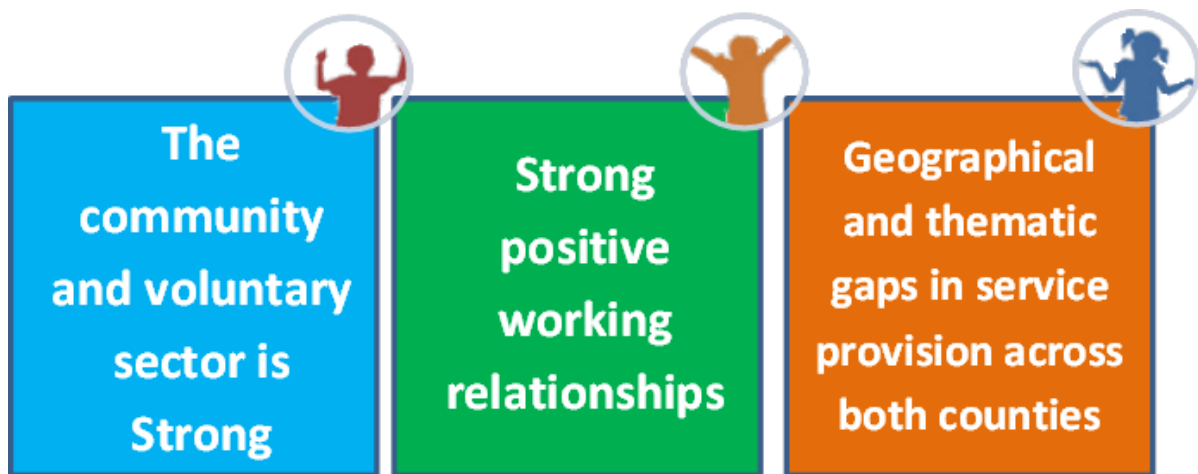 The
community
and voluntary
sector is
Strong
Strong
positive
working
relationships
Geographical
and thematic
gaps in service
provision across
both counties